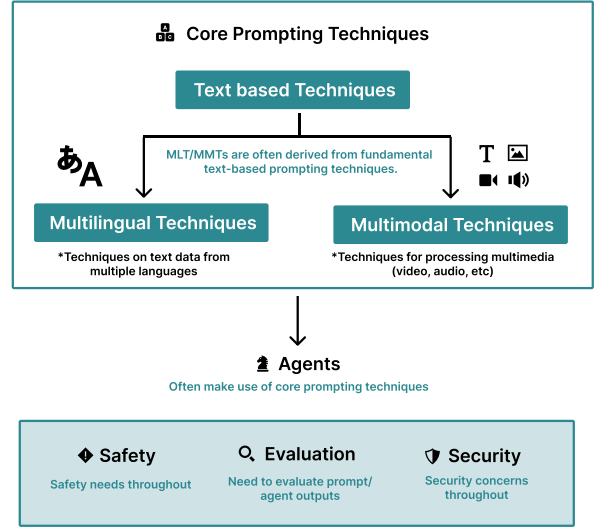 Core Prompting Techniques
Text based Techniques
MLT/MMTs are often derived from fundamental
text-based prompting techniques.
Multilingual Techniques
Multimodal Techniques
*Techniques on text data from
multiple languages
*Techniques for processing multimedia
(video, audio, etc)
Agents
Often make use of core prompting techniques
Safety
Safety needs throughout
Evaluation
Need to evaluate prompt/
agent outputs
Security
Security concerns
throughout